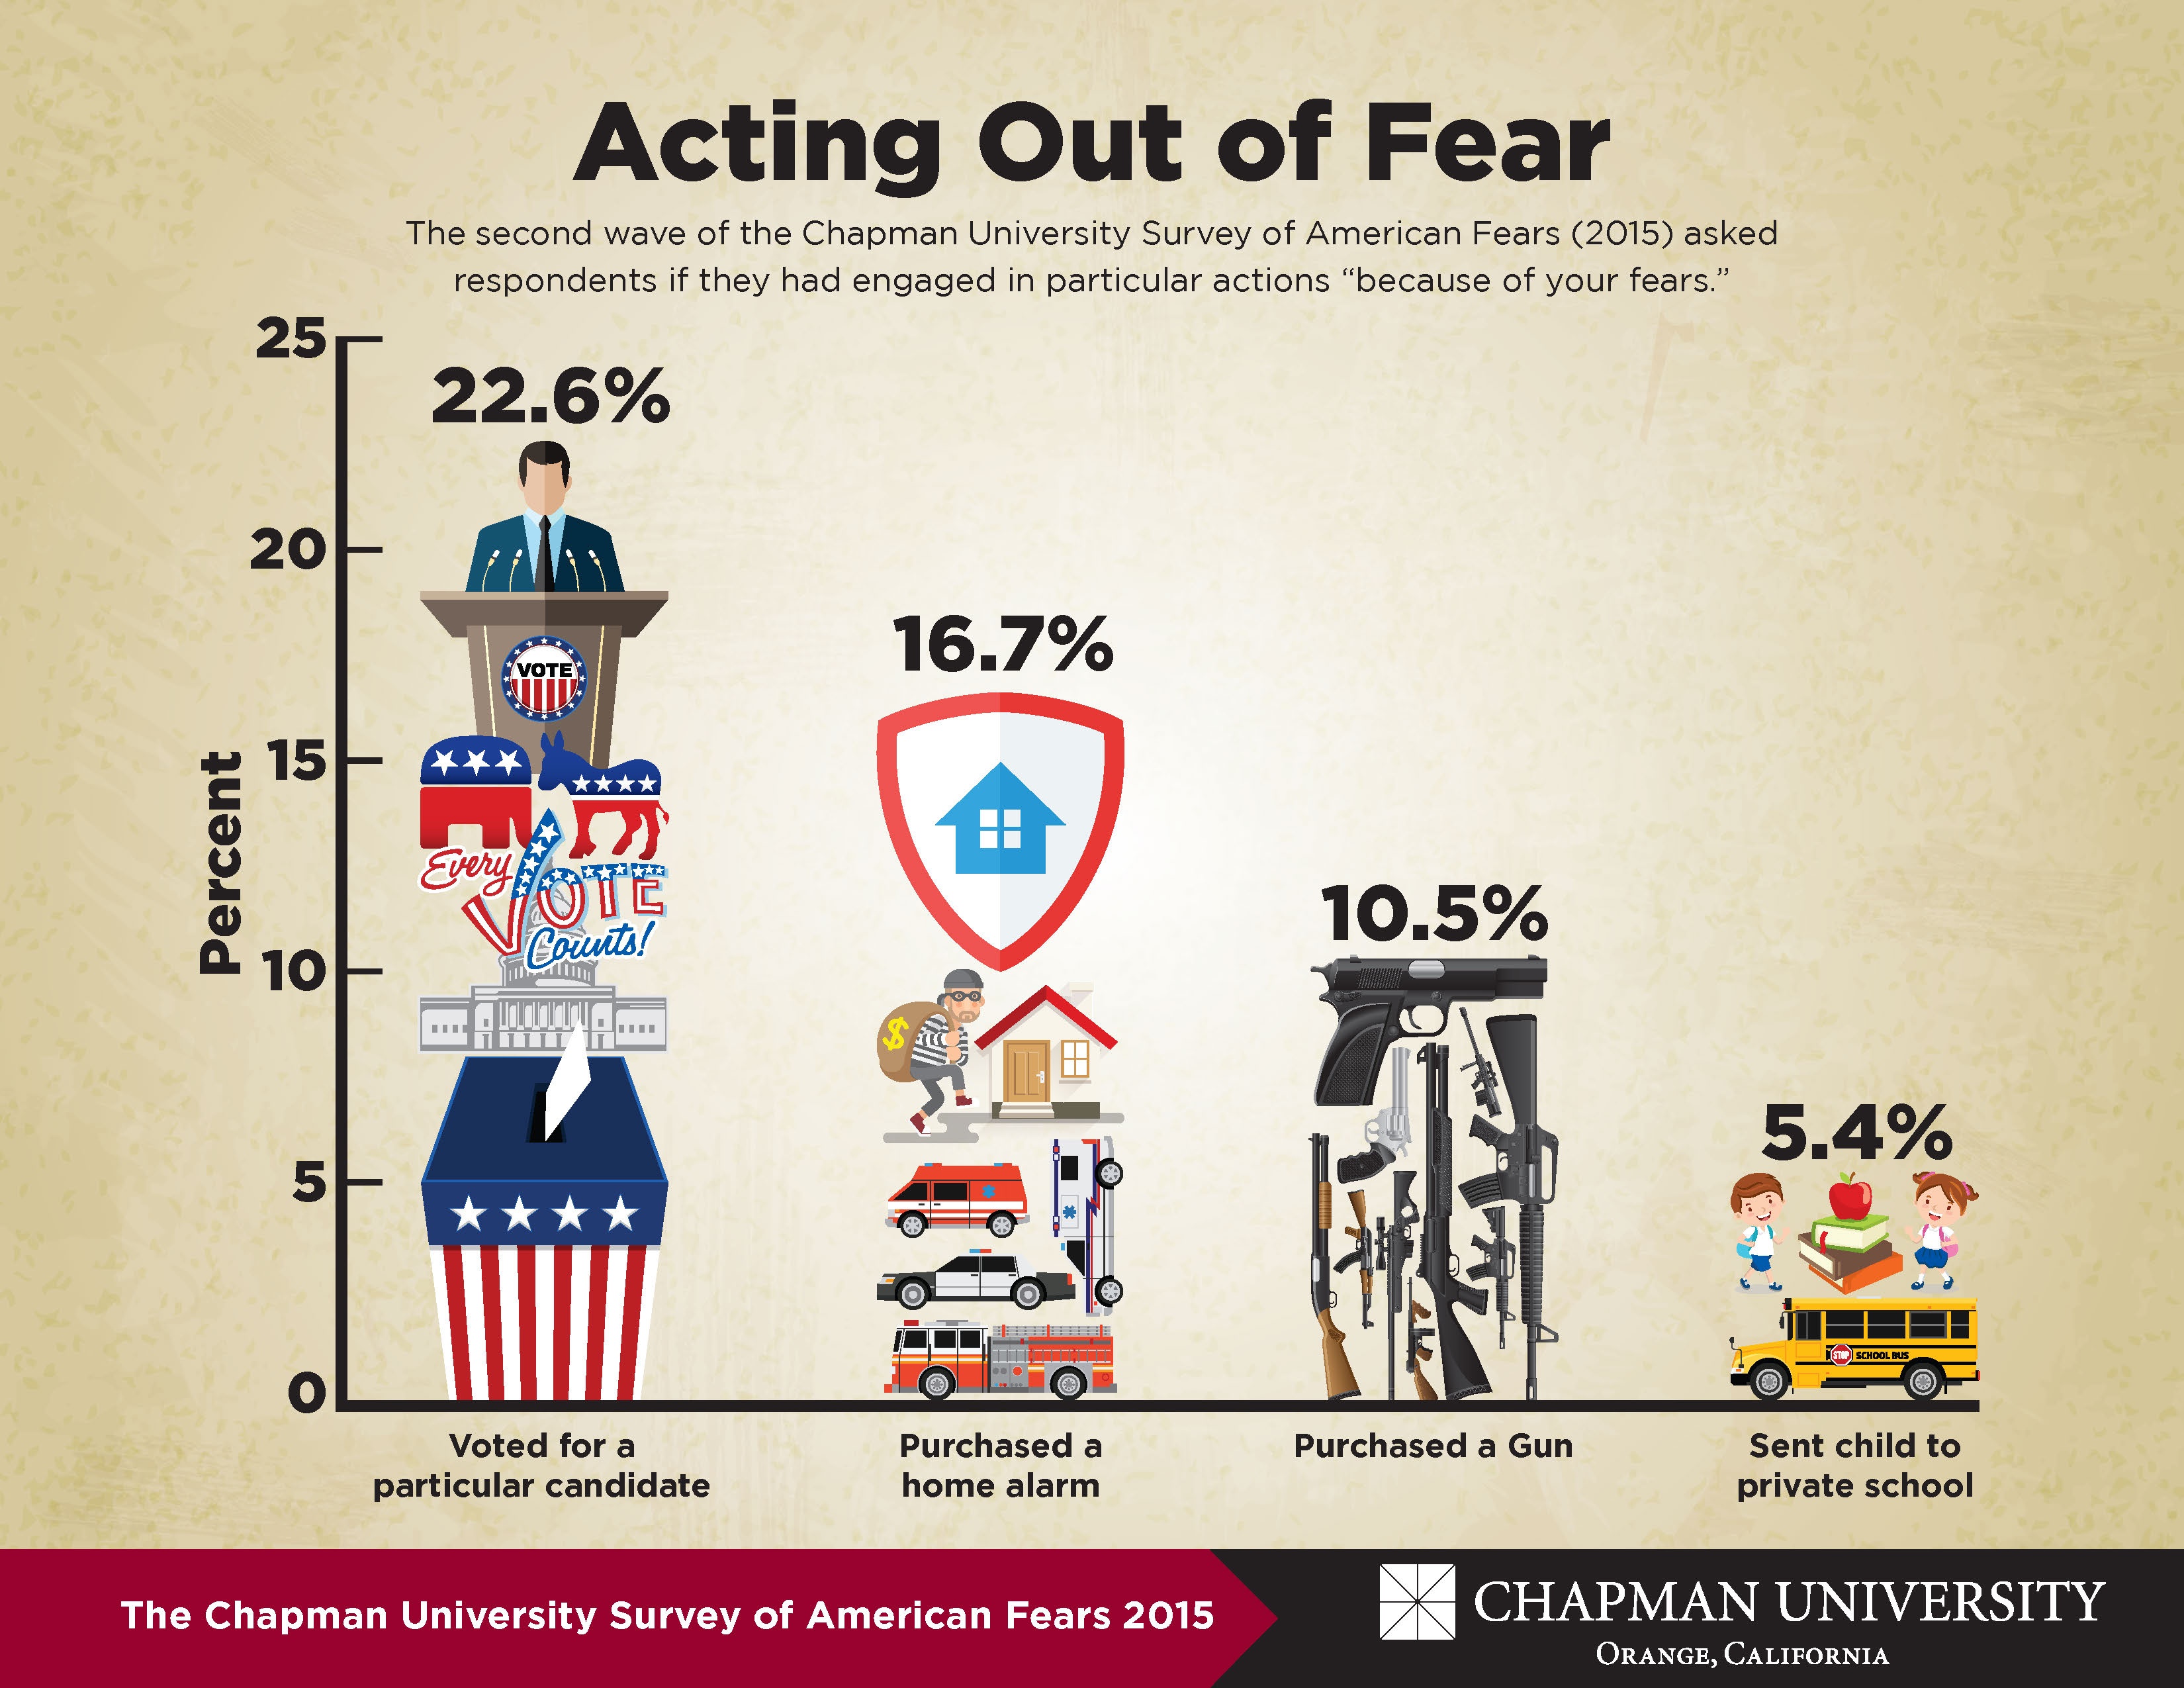 Acting Out of Fear
The second wave of the Chapman University Survey of American Fears (2015) asked
respondents if they had engaged in particular actions “because of your fears.”
Percent
25
20
15
10
5
0
22.6%
VOTE
Every
VOTE
Counts!
16.7%
$
10.5%
5.4%
STOP SCHOOL BUS
Voted for a
particular candidate
Purchased a
home alarm
Purchased a Gun
Sent child to
private school
The Chapman University Survey of American Fears 2015
CHAPMAN UNIVERSITY
ORANGE, CALIFORNIA